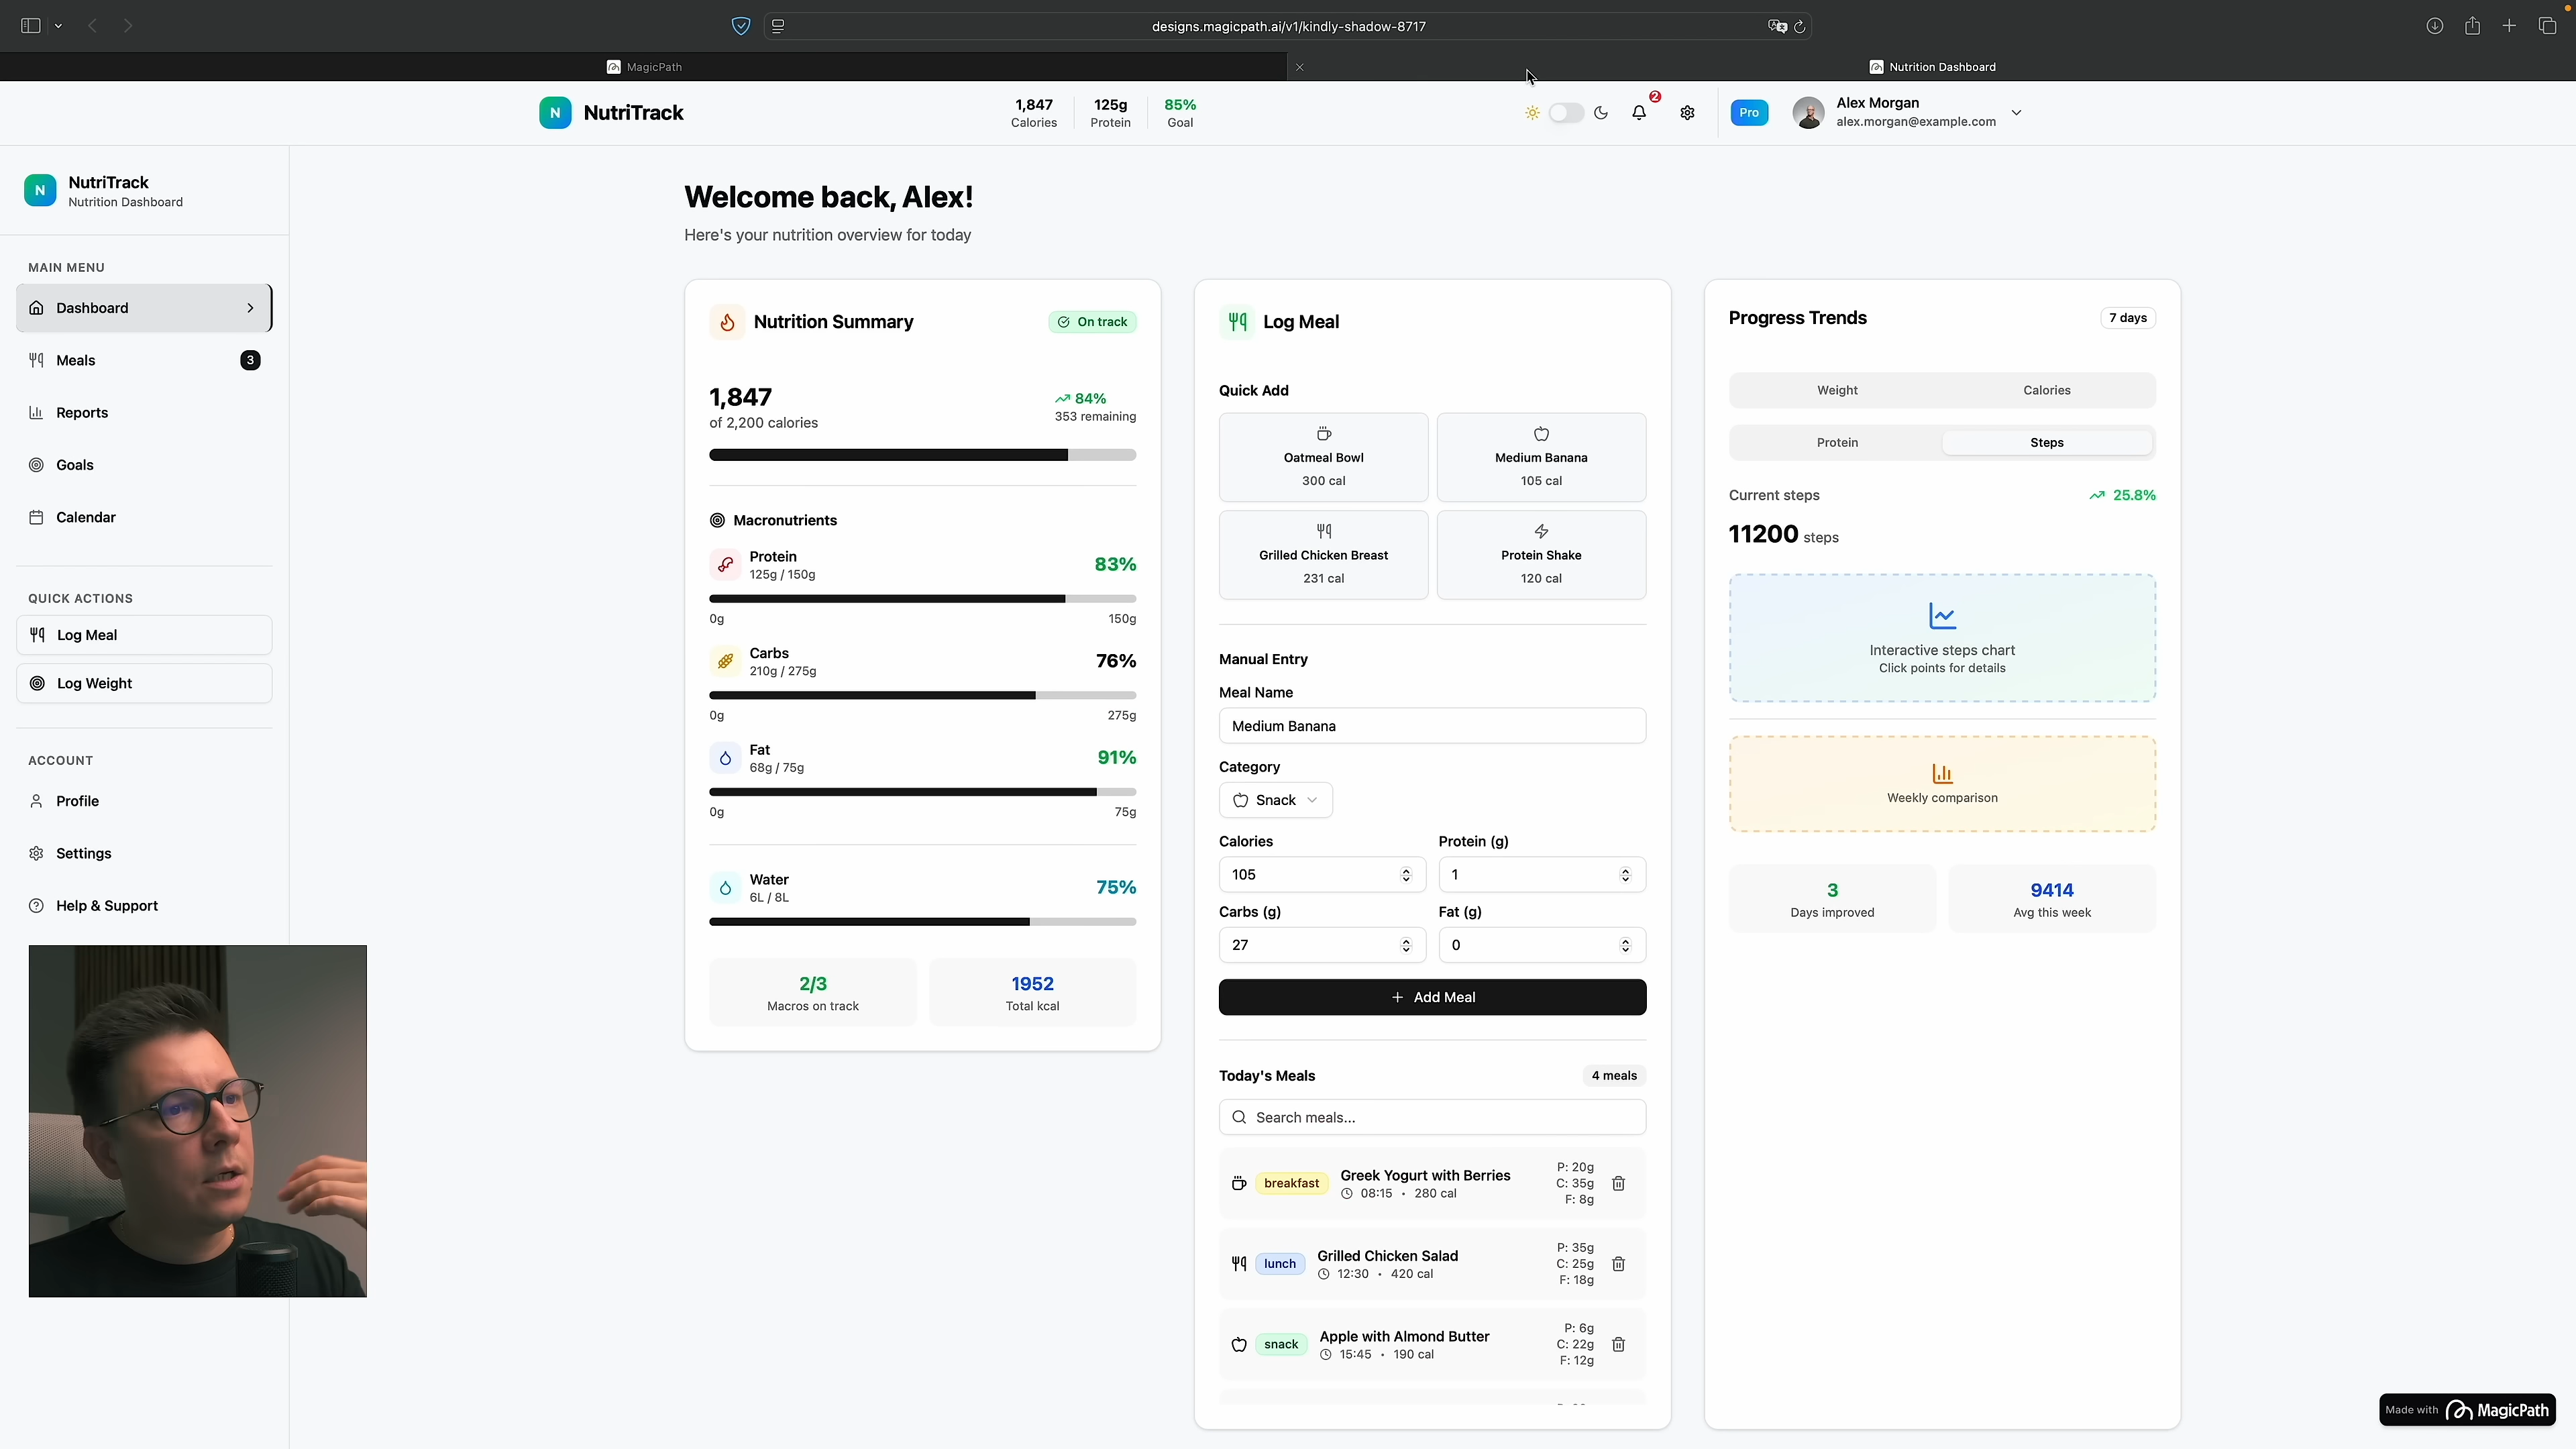 designs.magicpath.ai/v1/kindly-shadow-8717
MagicPath
Nutrition Dashboard
N
NutriTrack
1,847
Calories
125g
Protein
85%
Goal
2
Pro
Alex Morgan
alex.morgan@example.com
N
NutriTrack
Nutrition Dashboard
MAIN MENU
Dashboard
Meals
3
Reports
Goals
Calendar
QUICK ACTIONS
Log Meal
Log Weight
ACCOUNT
Profile
Settings
Help & Support
Welcome back, Alex!
Here's your nutrition overview for today
Nutrition Summary
On track
1,847
of 2,200 calories
84%
353 remaining
Macronutrients
Protein
125g / 150g
83%
0g
150g
Carbs
210g / 275g
76%
0g
275g
Fat
68g / 75g
91%
0g
75g
Water
6L / 8L
75%
2/3
Macros on track
1952
Total kcal
Log Meal
Quick Add
Oatmeal Bowl
300 cal
Medium Banana
105 cal
Grilled Chicken Breast
231 cal
Protein Shake
120 cal
Manual Entry
Meal Name
Medium Banana
Category
Snack
Calories
Protein (g)
105
1
Carbs (g)
Fat (g)
27
0
+ Add Meal
Today's Meals
4 meals
Search meals...
breakfast
Greek Yogurt with Berries
08:15 • 280 cal
P: 20g
C: 35g
F: 8g
lunch
Grilled Chicken Salad
12:30 • 420 cal
P: 35g
C: 25g
F: 18g
snack
Apple with Almond Butter
15:45 • 190 cal
P: 6g
C: 22g
F: 12g
Progress Trends
7 days
Weight
Calories
Protein
Steps
Current steps
25.8%
11200 steps
Interactive steps chart
Click points for details
Weekly comparison
3
Days improved
9414
Avg this week
Made with MagicPath